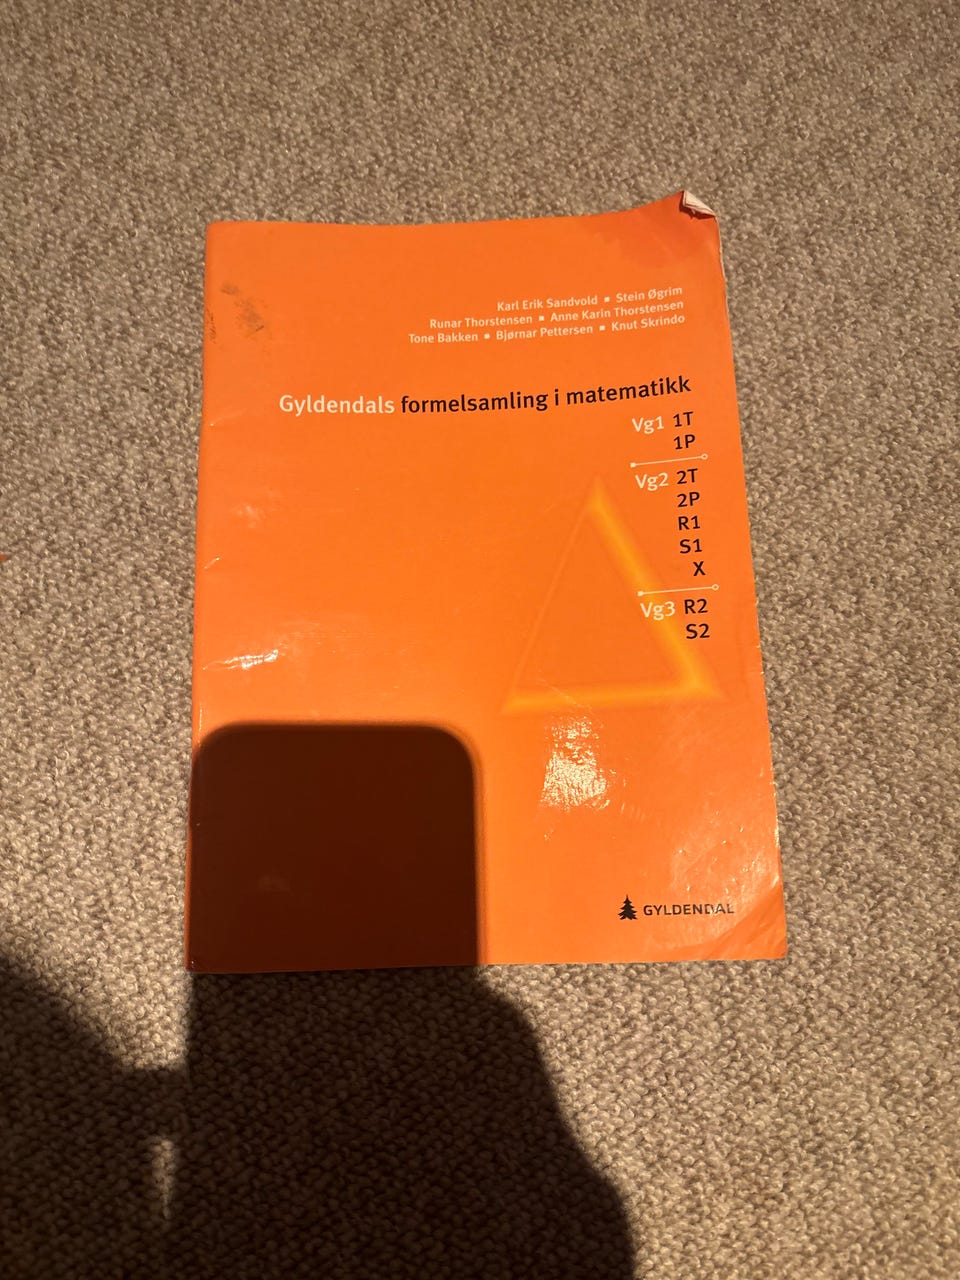 Karl Erik Sandvold ▪ Stein Øgrim
Runar Thorstensen ▪ Anne Karin Thorstensen
Tone Bakken ▪ Bjørnar Pettersen ▪ Knut Skrindo
Gyldendals formelsamling i matematikk
Vg1 1T
1P
Vg2 2T
2P
R1
S1
X
Vg3 R2
S2
GYLDENDAL